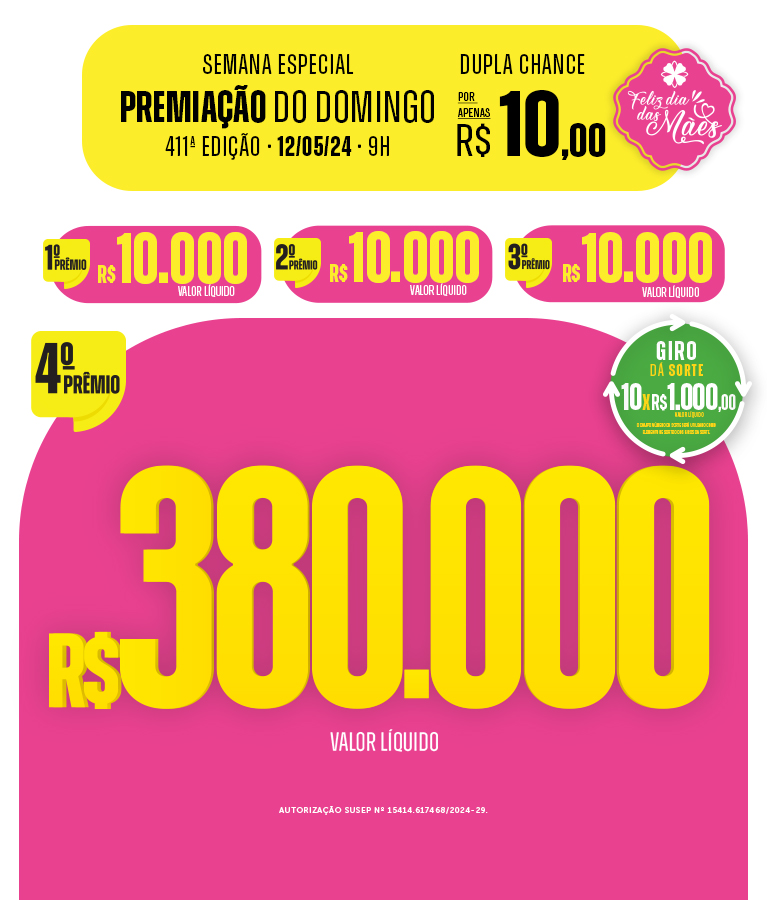 SEMANA ESPECIAL
PREMIAÇÃO DO DOMINGO
411ª EDIÇÃO · 12/05/24 · 9H
DUPLA CHANCE
POR
APENAS
R$ 10,00
Feliz dia
das
Mães
1º
PRÊMIO
R$ 10.000
VALOR LÍQUIDO
2º
PRÊMIO
R$ 10.000
VALOR LÍQUIDO
3º
PRÊMIO
R$ 10.000
VALOR LÍQUIDO
4º
PRÊMIO
GIRO
DA SORTE
10XR$1.000,00
VALOR LÍQUIDO
R$380.000
VALOR LÍQUIDO
AUTORIZAÇÃO SUSEP Nº 15414.617468/2024-29.